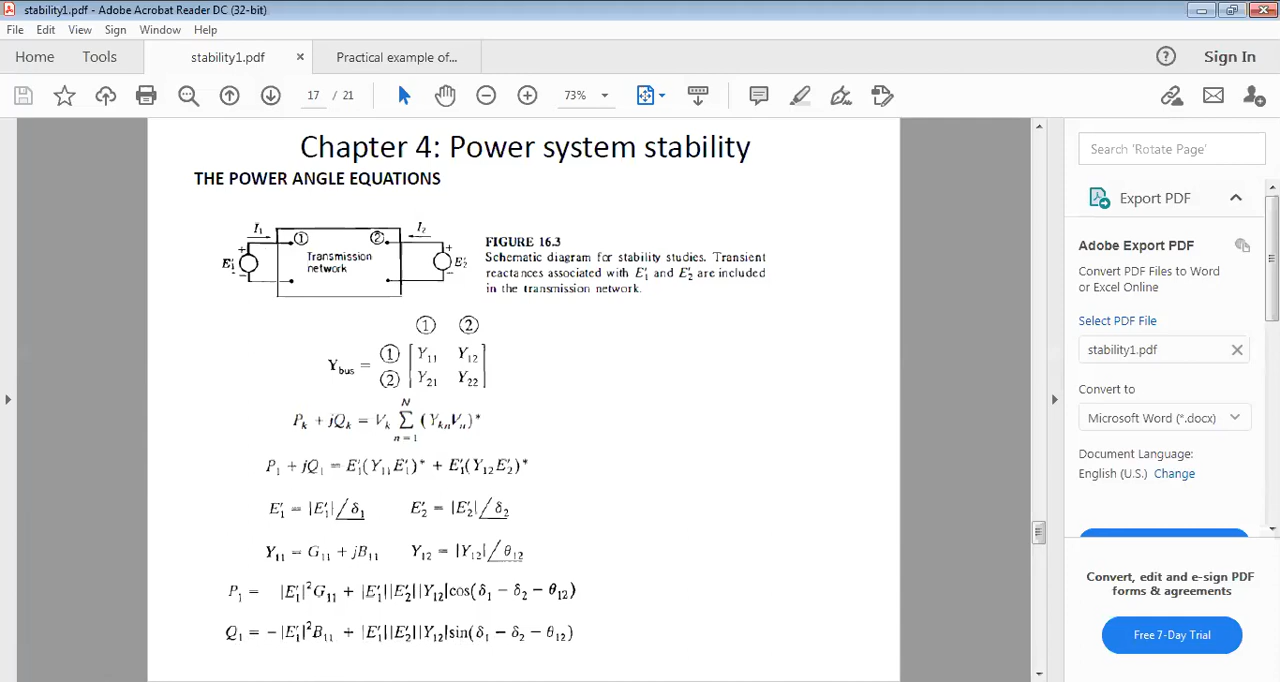 stability1.pdf - Adobe Acrobat Reader DC (32-bit)
File Edit View Sign Window Help
Home Tools stability1.pdf × Practical example of... ? Sign In
17 / 21 73%
Chapter 4: Power system stability
THE POWER ANGLE EQUATIONS
I₁ ① Transmission network ② I₂
E′₁ + - + - E′₂
FIGURE 16.3
Schematic diagram for stability studies. Transient
reactances associated with E′₁ and E′₂ are included
in the transmission network.
① ②
Y_bus = ① [ Y₁₁ Y₁₂ ]
② [ Y₂₁ Y₂₂ ]
P_k + jQ_k = V_k ∑_{n=1}^{N} (Y_kn V_n)*
P₁ + jQ₁ = E′₁(Y₁₁E′₁)* + E′₁(Y₁₂E′₂)*
E′₁ = |E′₁|∠δ₁ E′₂ = |E′₂|∠δ₂
Y₁₁ = G₁₁ + jB₁₁ Y₁₂ = |Y₁₂|∠θ₁₂
P₁ = |E′₁|²G₁₁ + |E′₁||E′₂||Y₁₂|cos(δ₁ − δ₂ − θ₁₂)
Q₁ = −|E′₁|²B₁₁ + |E′₁||E′₂||Y₁₂|sin(δ₁ − δ₂ − θ₁₂)
Search 'Rotate Page'
Export PDF
Adobe Export PDF
Convert PDF Files to Word
or Excel Online
Select PDF File
stability1.pdf ×
Convert to
Microsoft Word (*.docx)
Document Language:
English (U.S.) Change
Convert, edit and e-sign PDF
forms & agreements
Free 7-Day Trial